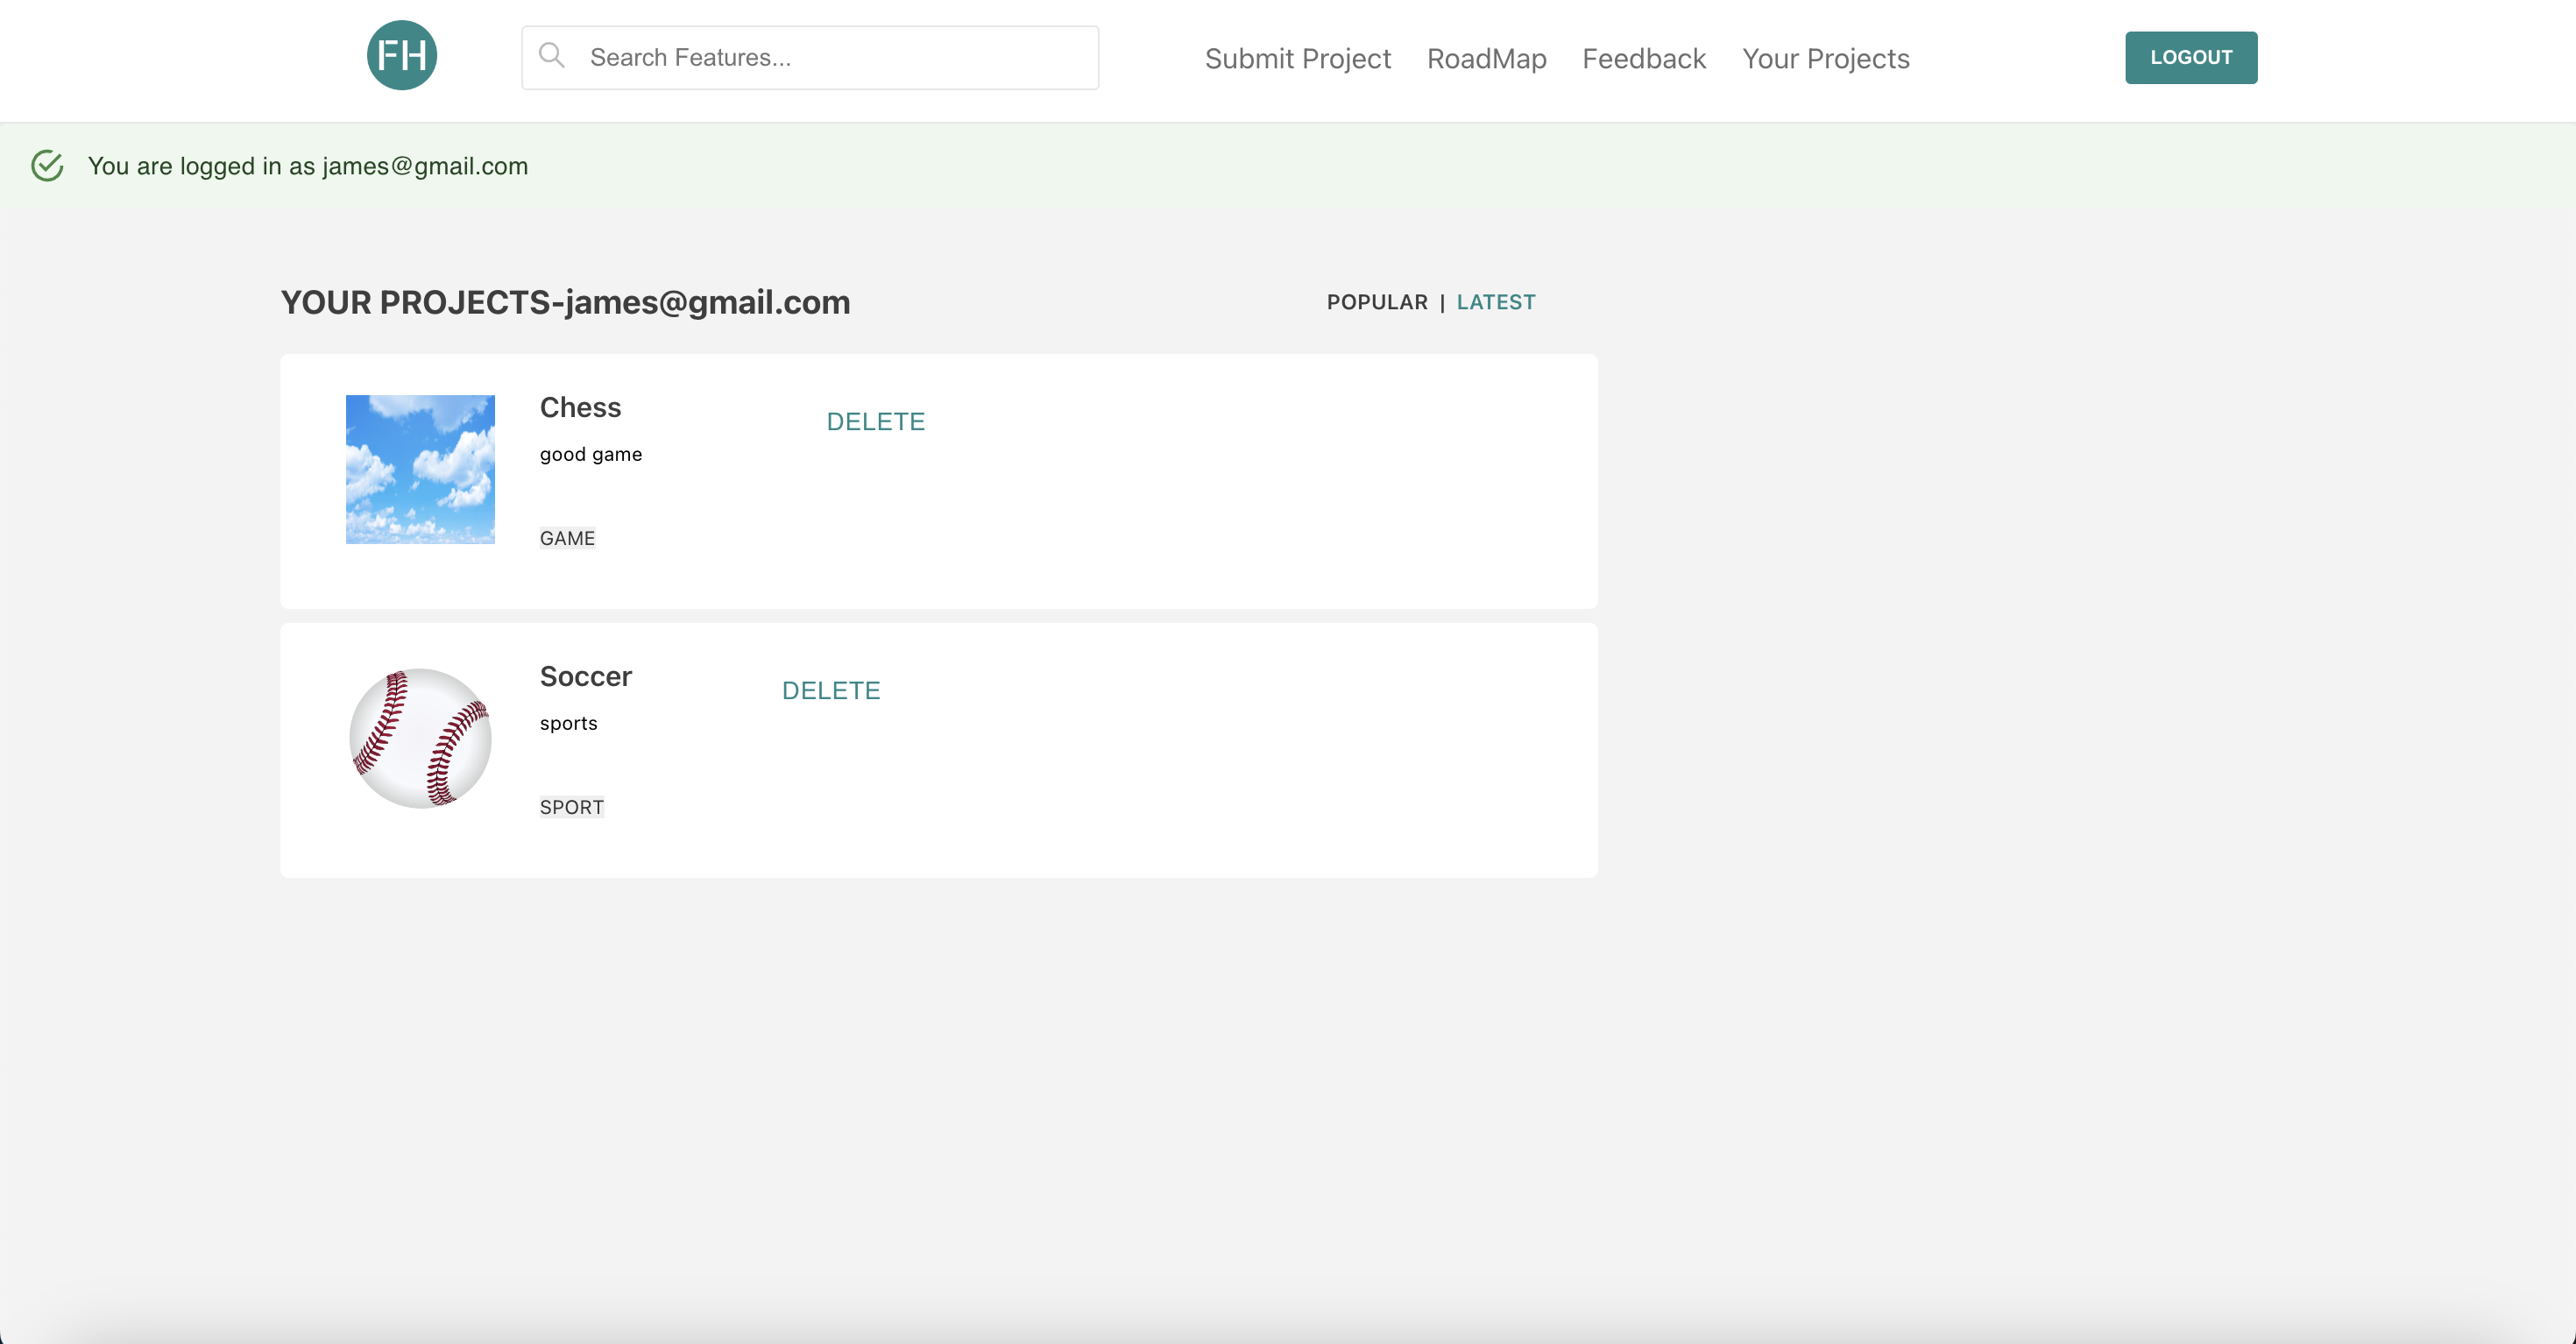 FH
Search Features...
Submit Project RoadMap Feedback Your Projects
LOGOUT
You are logged in as james@gmail.com
YOUR PROJECTS-james@gmail.com
POPULAR | LATEST
Chess
DELETE
good game
GAME
Soccer
DELETE
sports
SPORT